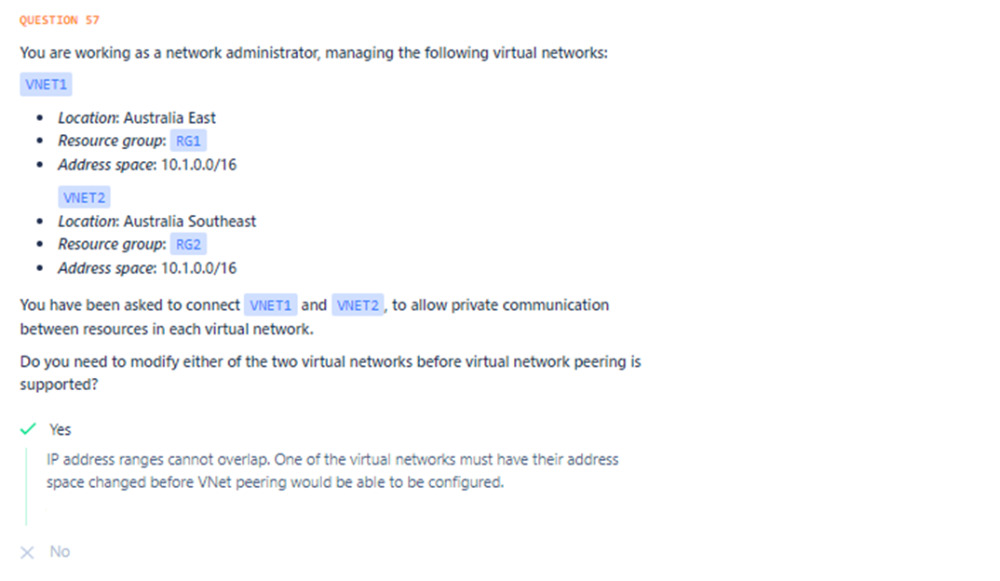 QUESTION 57
You are working as a network administrator, managing the following virtual networks:
VNET1
• Location: Australia East
• Resource group: RG1
• Address space: 10.1.0.0/16
VNET2
• Location: Australia Southeast
• Resource group: RG2
• Address space: 10.1.0.0/16
You have been asked to connect VNET1 and VNET2, to allow private communication
between resources in each virtual network.
Do you need to modify either of the two virtual networks before virtual network peering is
supported?
Yes
IP address ranges cannot overlap. One of the virtual networks must have their address
space changed before VNet peering would be able to be configured.
No